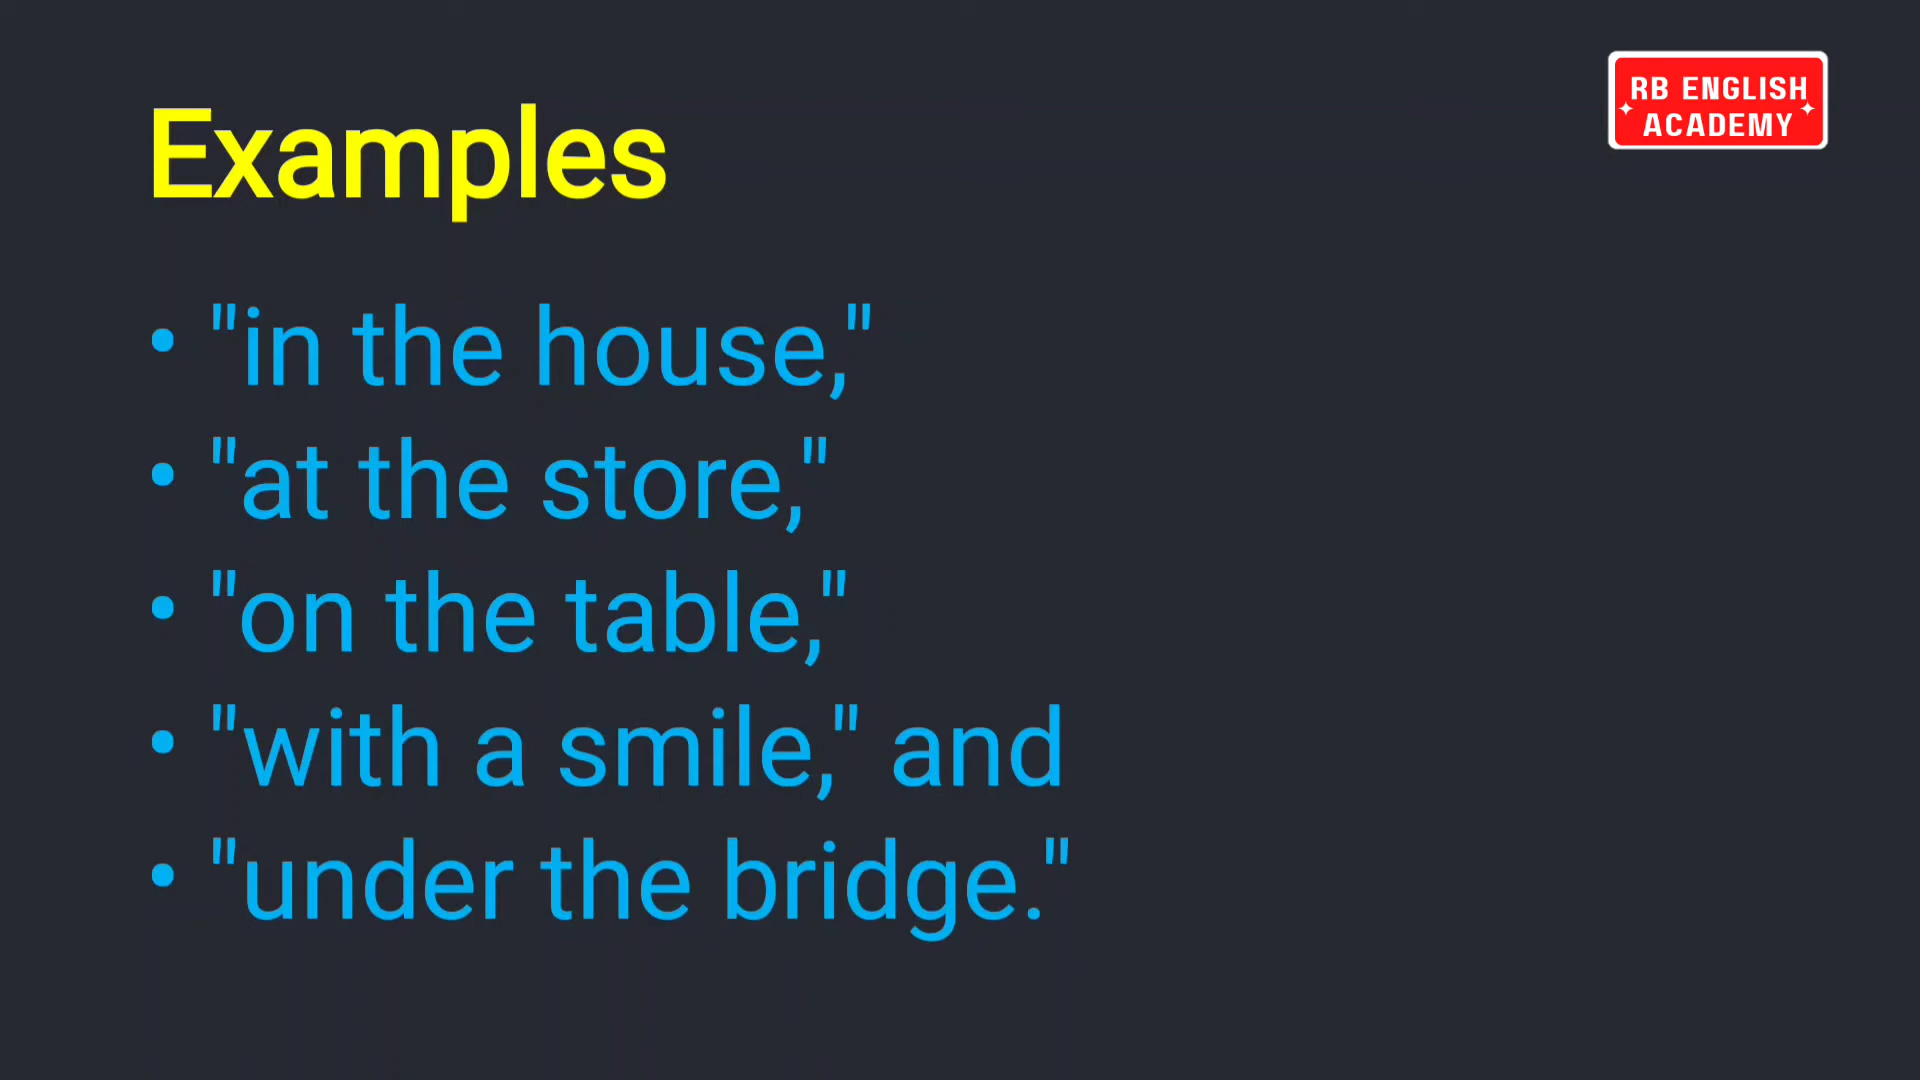 RB ENGLISH
ACADEMY
Examples
• "in the house,"
• "at the store,"
• "on the table,"
• "with a smile," and
• "under the bridge."